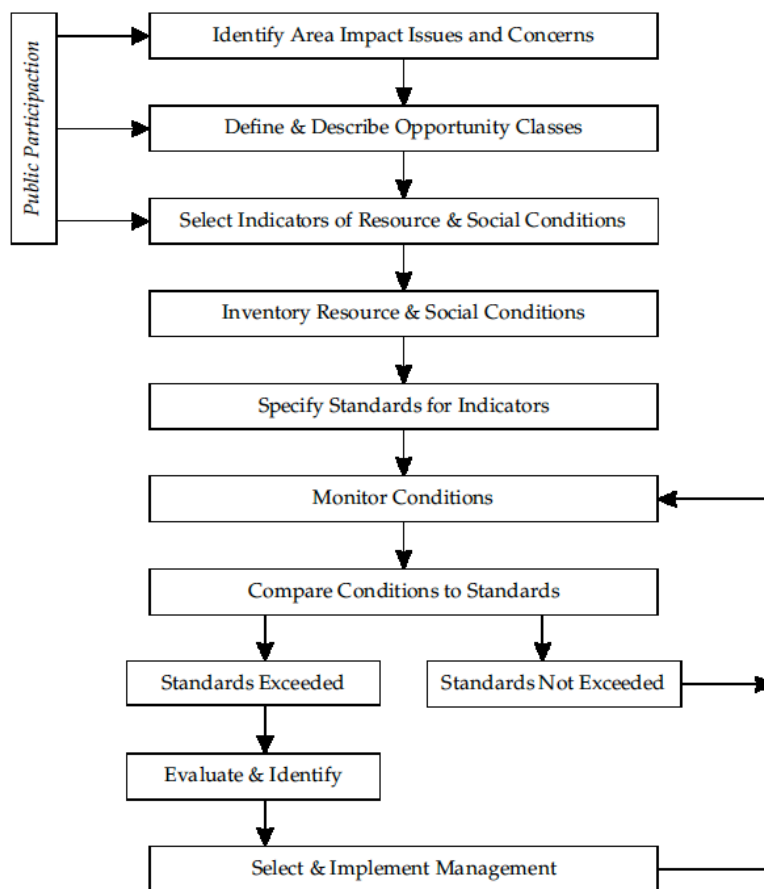 Public Participaction
Identify Area Impact Issues and Concerns
Define & Describe Opportunity Classes
Select Indicators of Resource & Social Conditions
Inventory Resource & Social Conditions
Specify Standards for Indicators
Monitor Conditions
Compare Conditions to Standards
Standards Exceeded
Standards Not Exceeded
Evaluate & Identify
Select & Implement Management